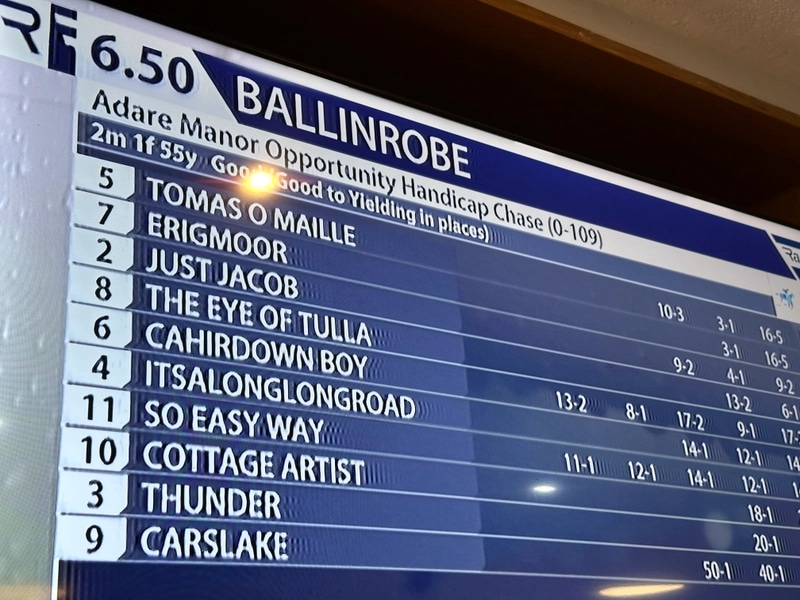 6.50 BALLINROBE
Adare Manor Opportunity Handicap Chase (0-109)
2m 1f 55y Good (Good to Yielding in places)
5 TOMAS O MAILLE 10-3 3-1 16-5
7 ERIGMOOR 3-1 16-5
2 JUST JACOB 9-2 4-1 9-2
8 THE EYE OF TULLA 13-2 6-1
6 CAHIRDOWN BOY 13-2 8-1 17-2 9-1
4 ITSALONGLONGROAD 14-1 12-1
11 SO EASY WAY 11-1 12-1 14-1 12-1
10 COTTAGE ARTIST 18-1
3 THUNDER 20-1
9 CARSLAKE 50-1 40-1